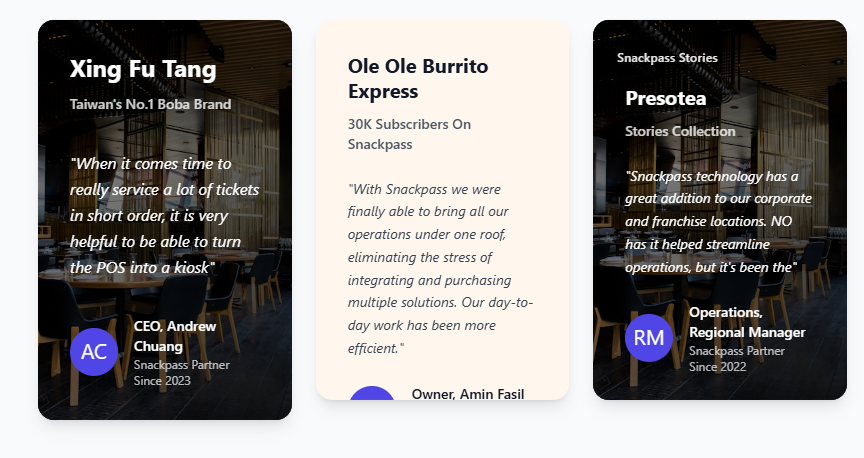 Xing Fu Tang
Taiwan's No.1 Boba Brand
"When it comes time to
really service a lot of tickets
in short order, it is very
helpful to be able to turn
the POS into a kiosk"
AC
CEO, Andrew
Chuang
Snackpass Partner
Since 2023
Ole Ole Burrito
Express
30K Subscribers On
Snackpass
"With Snackpass we were
finally able to bring all our
operations under one roof,
eliminating the stress of
integrating and purchasing
multiple solutions. Our day-to-
day work has been more
efficient."
Owner, Amin Fasil
Snackpass Stories
Presotea
Stories Collection
"Snackpass technology has a
great addition to our corporate
and franchise locations. NO
has it helped streamline
operations, but it's been the"
RM
Operations,
Regional Manager
Snackpass Partner
Since 2022